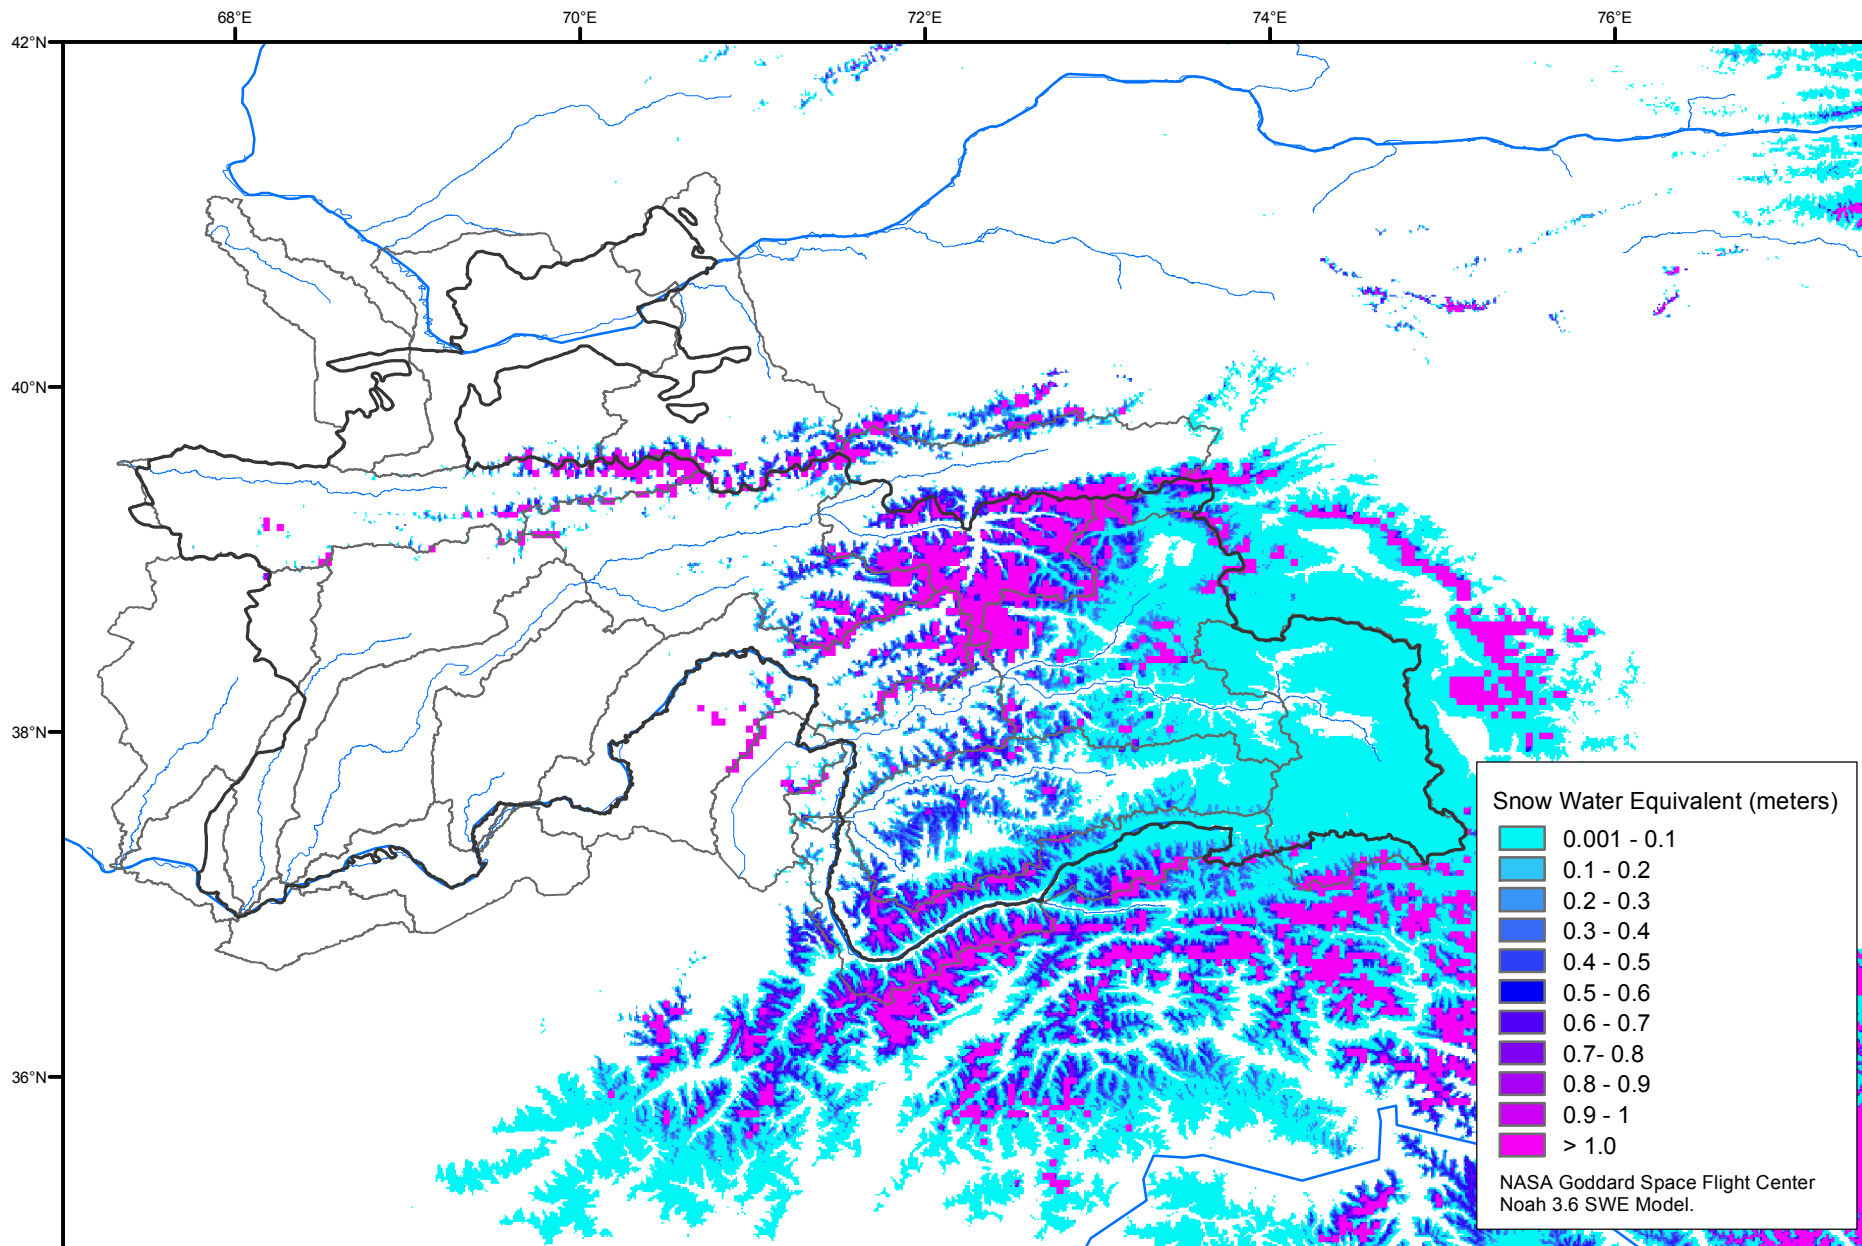 68°E 70°E 72°E 74°E 76°E
42°N
40°N
38°N
36°N
Snow Water Equivalent (meters)
0.001 - 0.1
0.1 - 0.2
0.2 - 0.3
0.3 - 0.4
0.4 - 0.5
0.5 - 0.6
0.6 - 0.7
0.7- 0.8
0.8 - 0.9
0.9 - 1
> 1.0
NASA Goddard Space Flight Center
Noah 3.6 SWE Model.